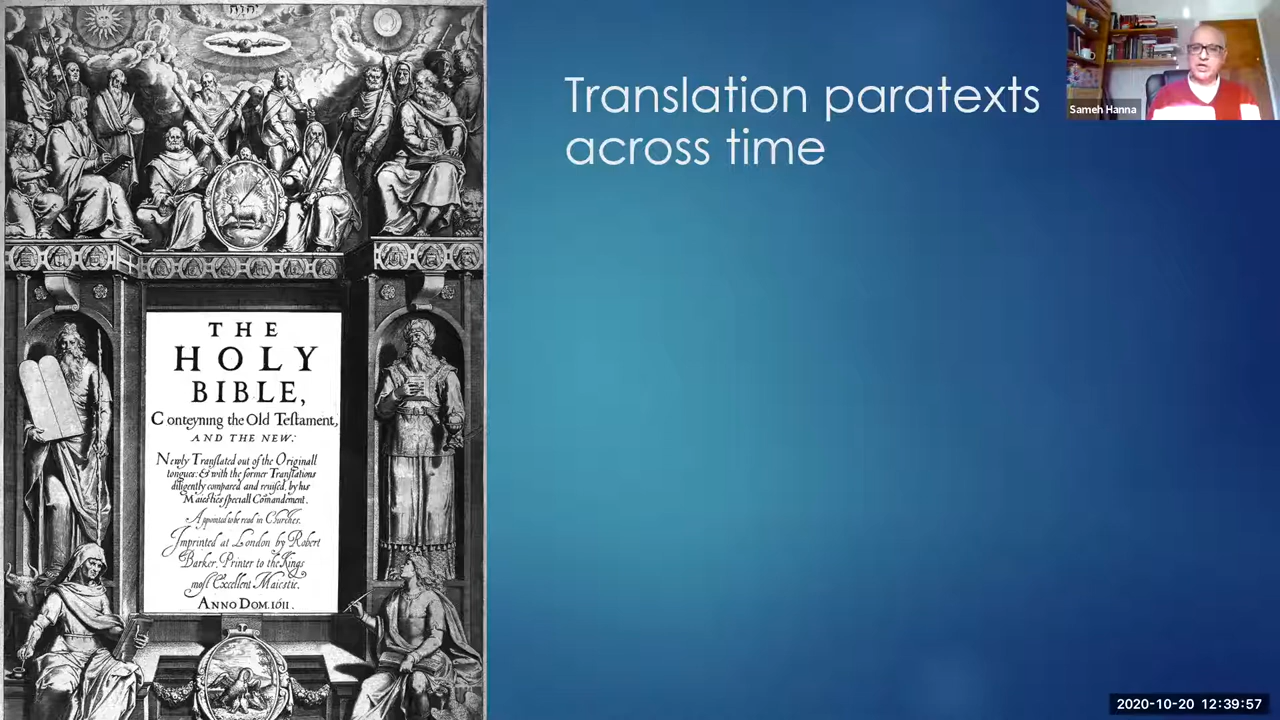 יהוה
Translation paratexts
across time
Sameh Hanna
THE
HOLY
BIBLE,
Conteyning the Old Teſtament,
AND THE NEW:
Newly Tranſlated out of the Originall
tongues: & with the former Tranſlations
diligently compared and reuiſed, by his
Maieſties ſpeciall Comandement.
Appointed to be read in Churches.
Imprinted at London by Robert
Barker, Printer to the Kings
moſt Excellent Maieſtie.
ANNO DOM. 1611.
2020-10-20 12:39:57